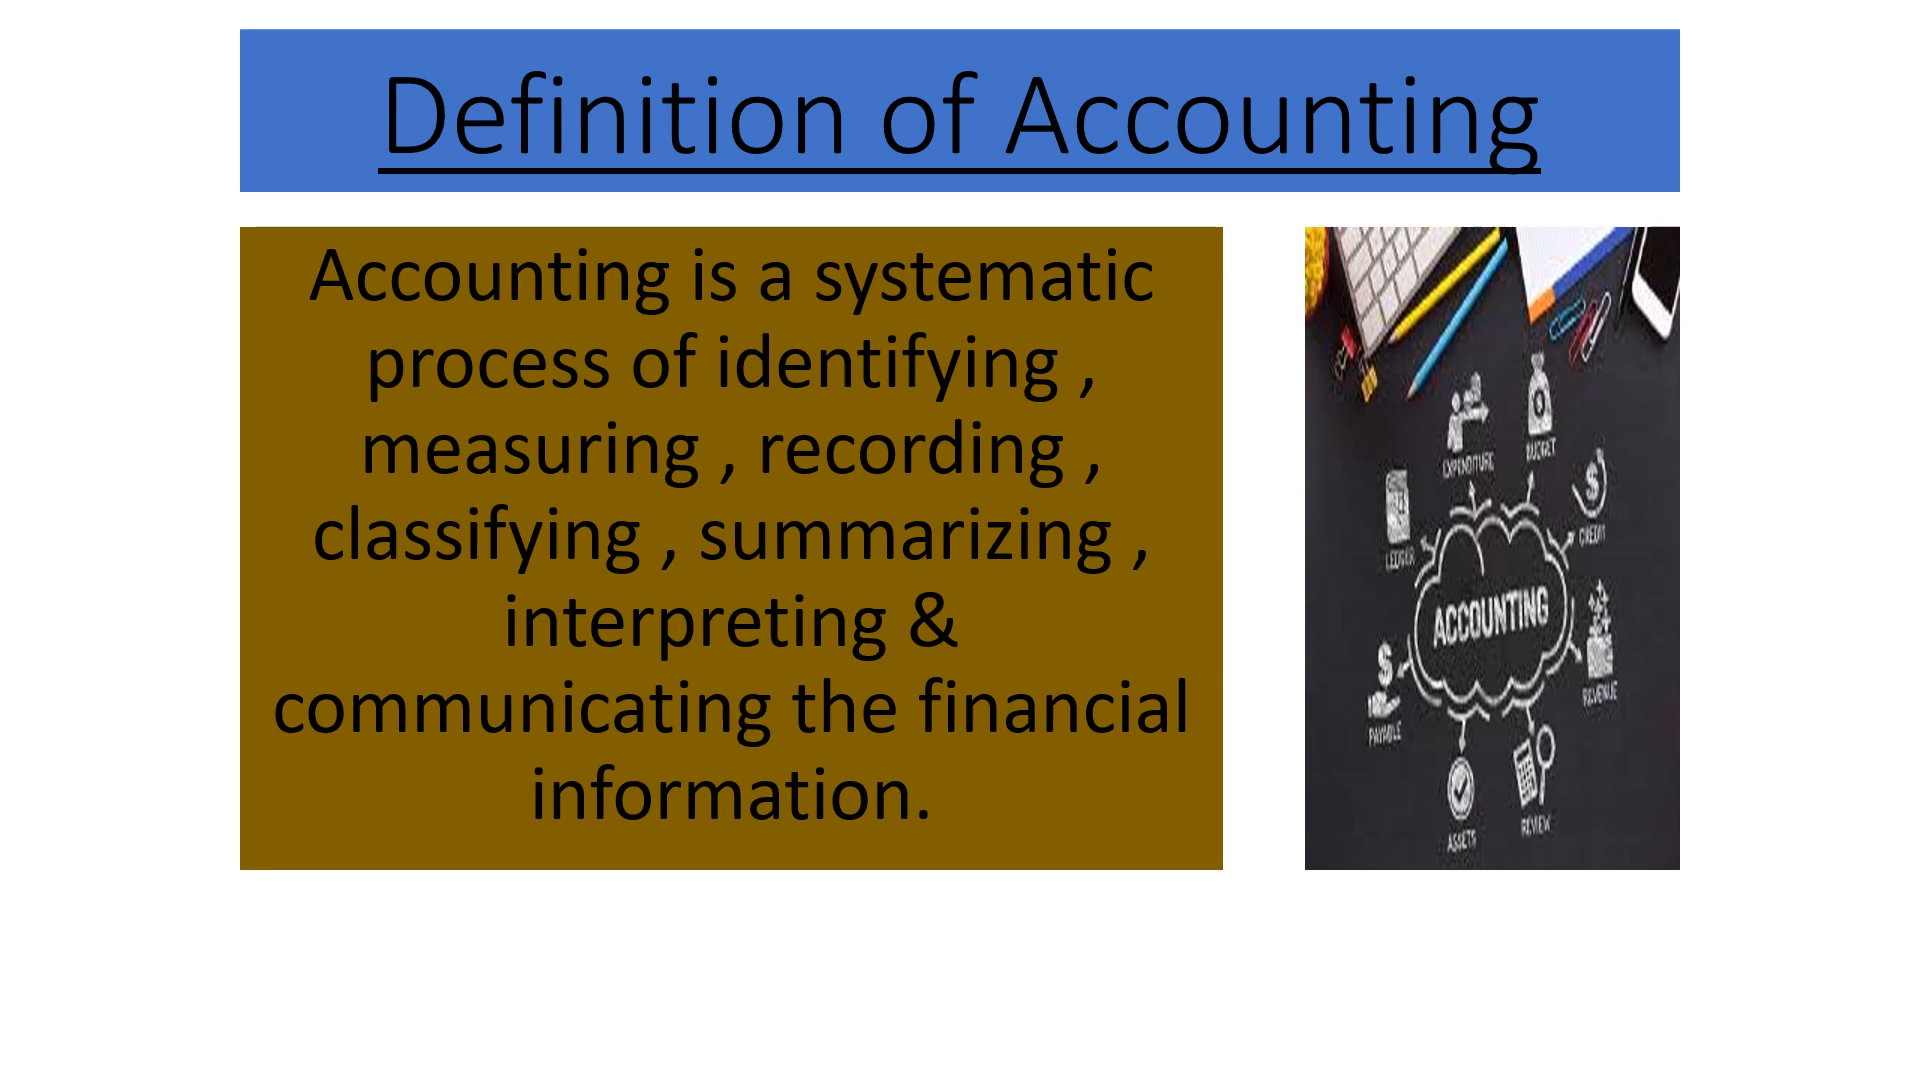 Definition of Accounting
Accounting is a systematic
process of identifying ,
measuring , recording ,
classifying , summarizing ,
interpreting &
communicating the financial
information.
EXPENDITURE
BUDGET
LEDGER
CREDIT
ACCOUNTING
REVENUE
PAYABLE
ASSETS
REVIEW